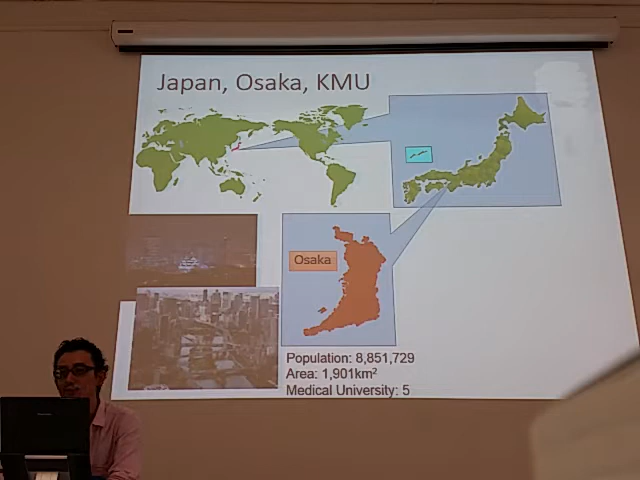 Japan, Osaka, KMU
Osaka
Population: 8,851,729
Area: 1,901km²
Medical University: 5